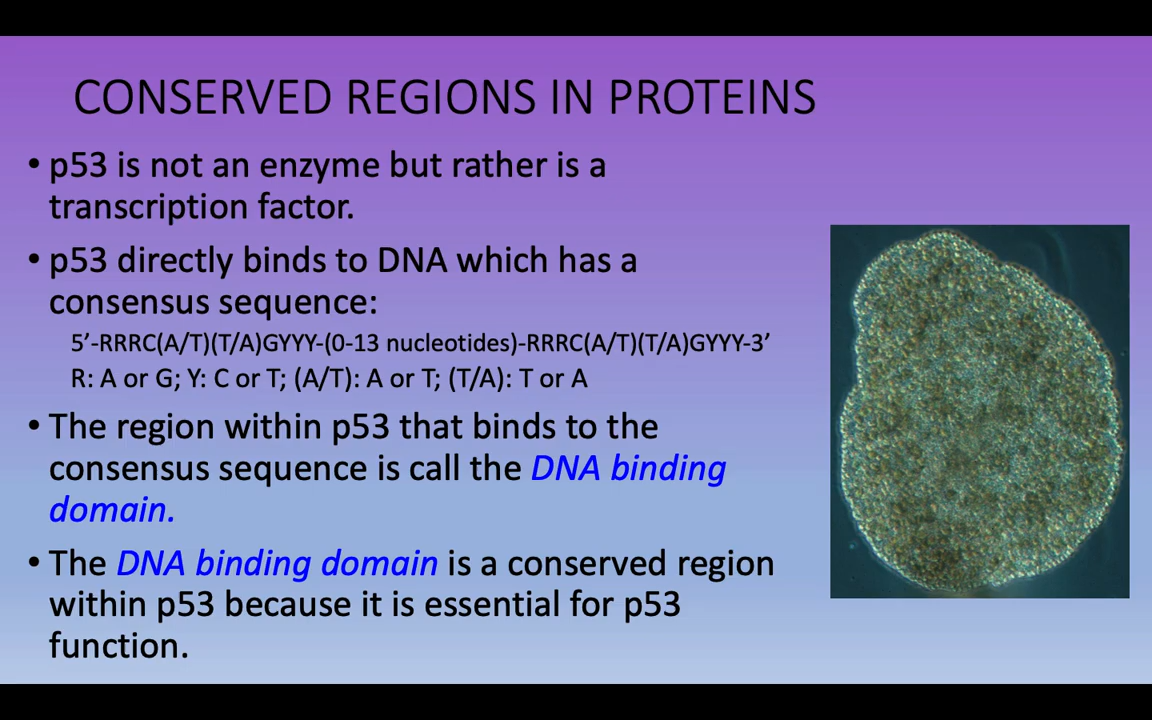 CONSERVED REGIONS IN PROTEINS
• p53 is not an enzyme but rather is a
transcription factor.
• p53 directly binds to DNA which has a
consensus sequence:
5’-RRRC(A/T)(T/A)GYYY-(0-13 nucleotides)-RRRC(A/T)(T/A)GYYY-3’
R: A or G; Y: C or T; (A/T): A or T; (T/A): T or A
• The region within p53 that binds to the
consensus sequence is call the DNA binding
domain.
• The DNA binding domain is a conserved region
within p53 because it is essential for p53
function.